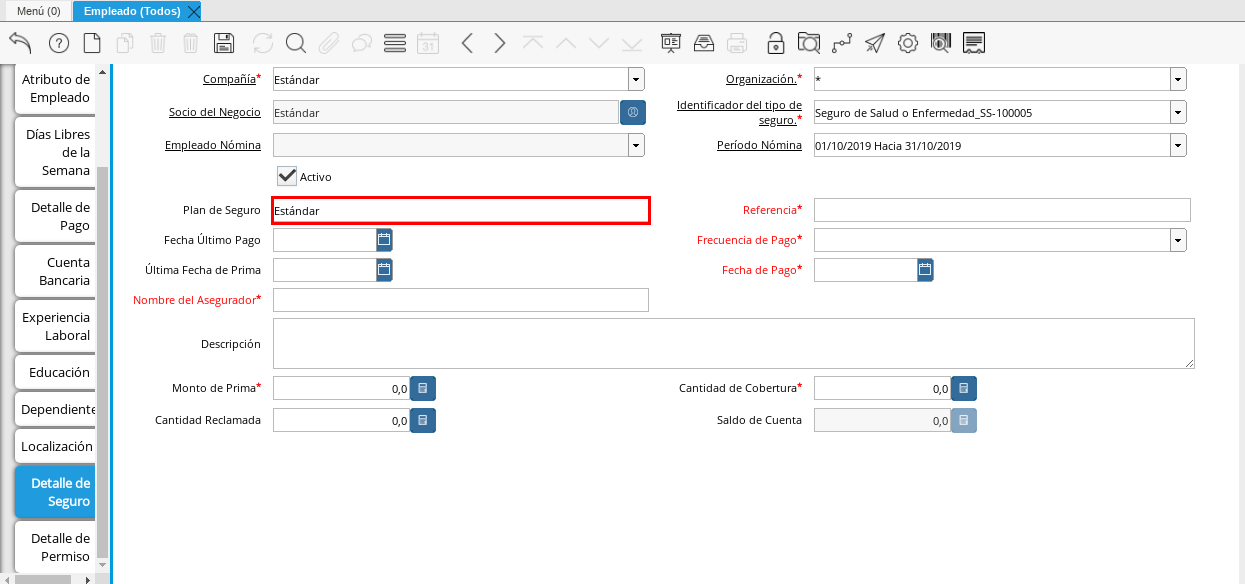 Menú (0)
Empleado (Todos)
31
Atributo de
Empleado
Días Libres
de la
Semana
Detalle de
Pago
Cuenta
Bancaria
Experiencia
Laboral
Educación
Dependiente
Localización
Detalle de
Seguro
Detalle de
Permiso
Compañía* Estándar
Organización.* *
Socio del Negocio Estándar
Identificador del tipo de
seguro.* Seguro de Salud o Enfermedad_SS-100005
Empleado Nómina
Período Nómina 01/10/2019 Hacia 31/10/2019
Activo
Plan de Seguro Estándar
Referencia*
Fecha Último Pago
Frecuencia de Pago*
Última Fecha de Prima
Fecha de Pago*
Nombre del Asegurador*
Descripción
Monto de Prima* 0,0
Cantidad de Cobertura* 0,0
Cantidad Reclamada 0,0
Saldo de Cuenta 0,0